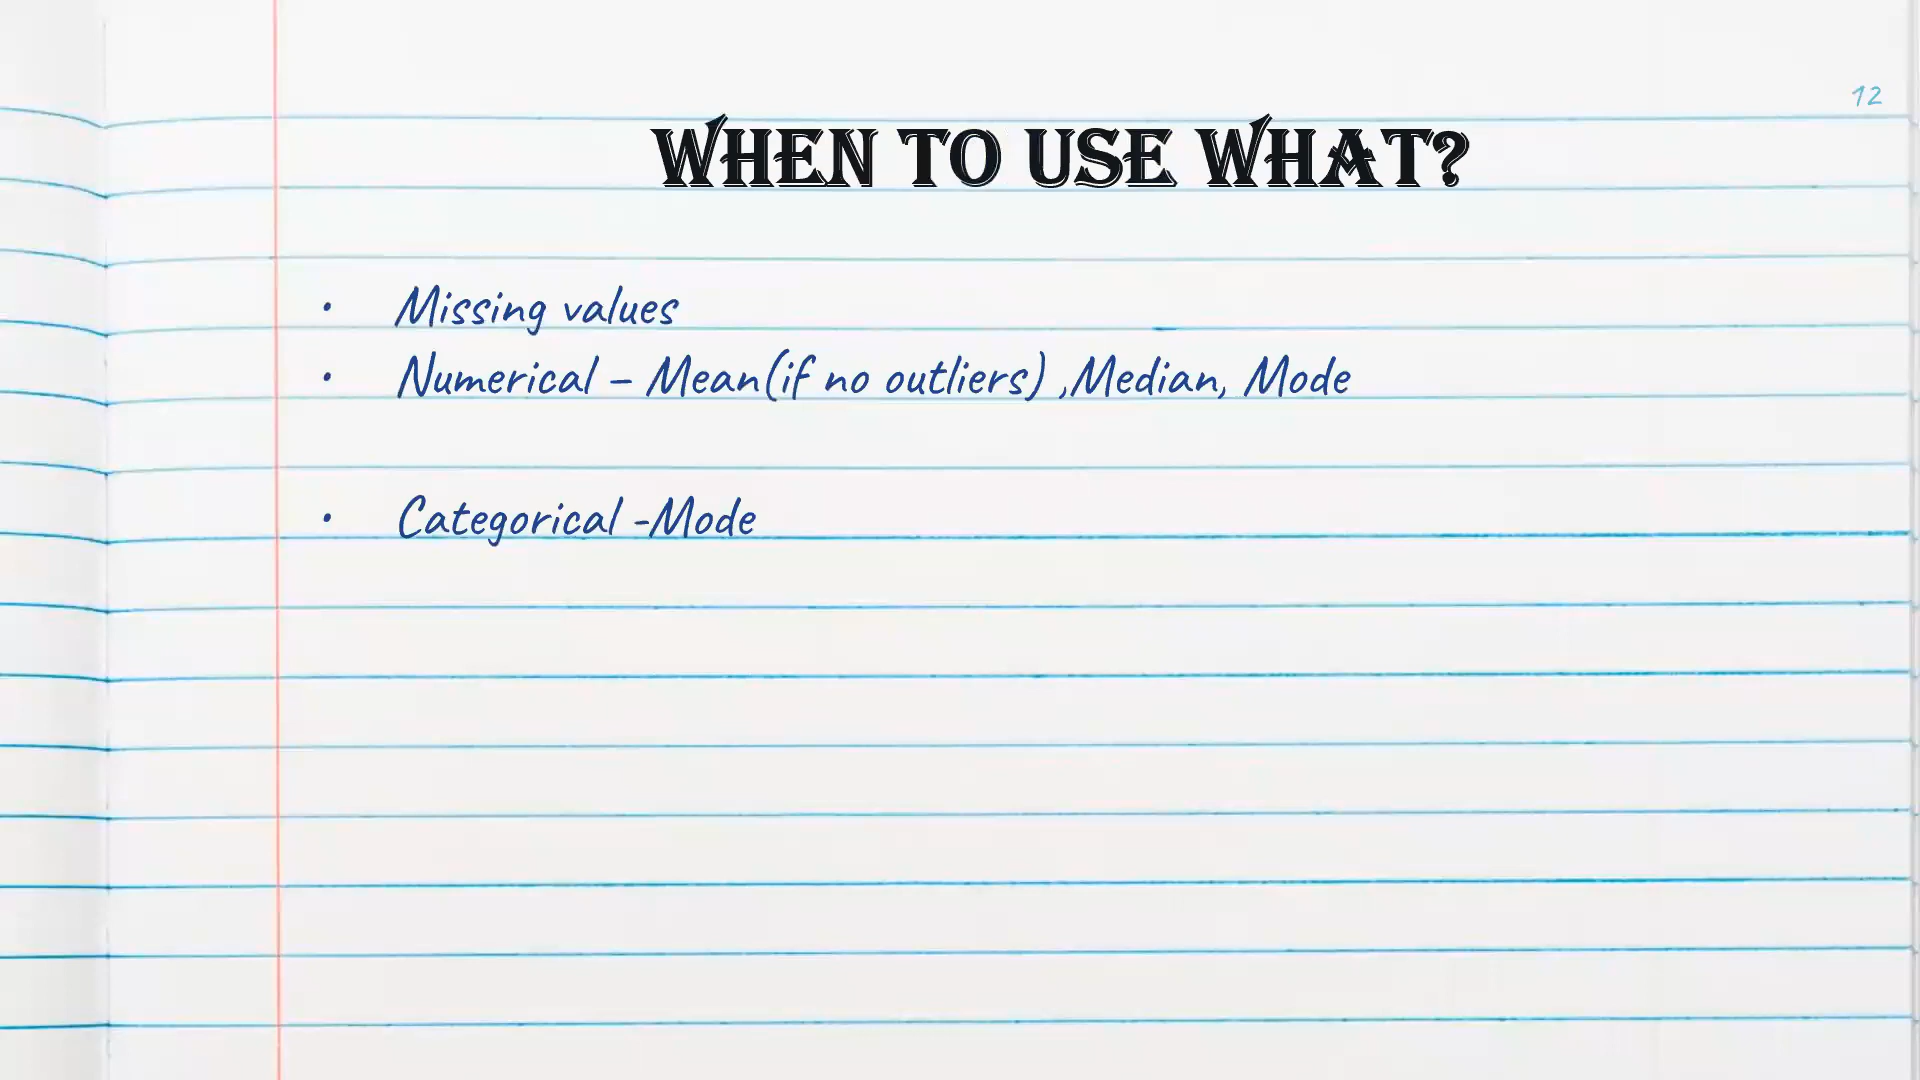 12
WHEN TO USE WHAT?
• Missing values
• Numerical – Mean(if no outliers) ,Median, Mode
• Categorical -Mode